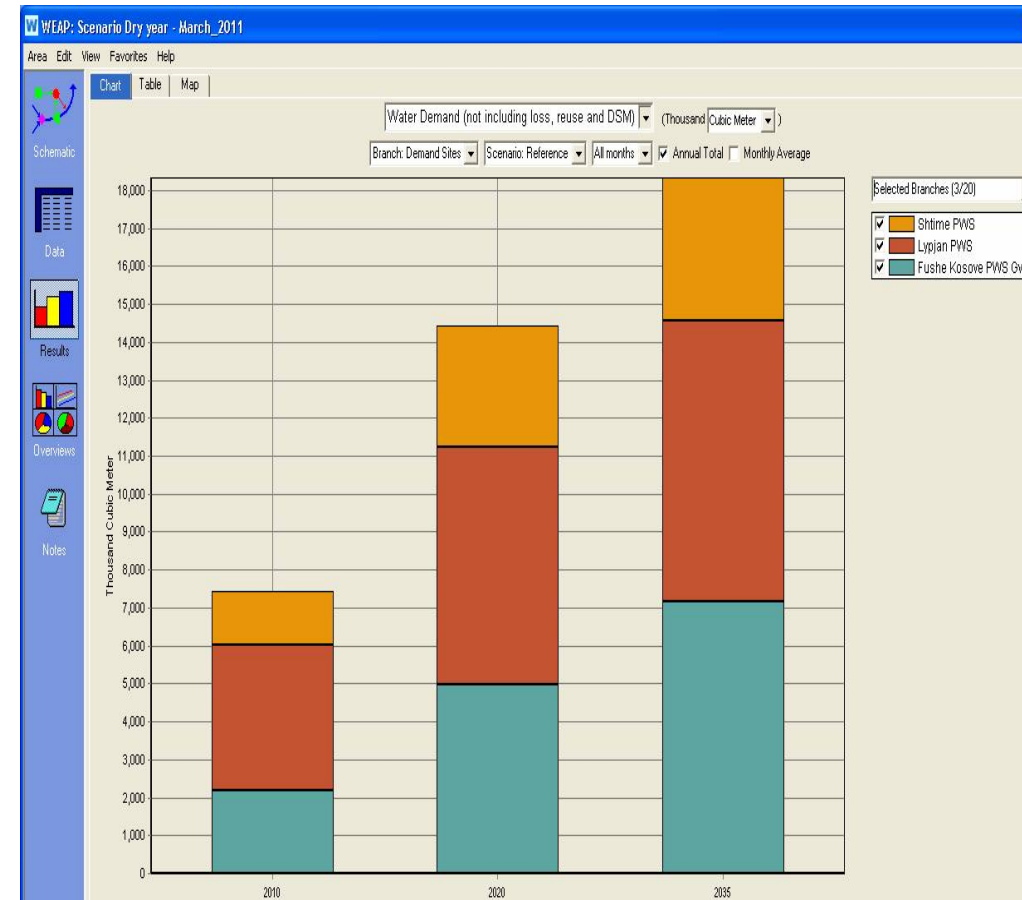 W WEAP: Scenario Dry year - March_2011
Area Edit View Favorites Help
Chart Table Map
Water Demand (not including loss, reuse and DSM) (Thousand Cubic Meter )
Branch: Demand Sites Scenario: Reference All months Annual Total Monthly Average
Schematic
Data
Results
Overviews
Notes
Selected Branches (3/20)
Shtime PWS
Lypjan PWS
Fushe Kosove PWS Gv
Thousand Cubic Meter
18,000
17,000
16,000
15,000
14,000
13,000
12,000
11,000
10,000
9,000
8,000
7,000
6,000
5,000
4,000
3,000
2,000
1,000
0
2010 2020 2035